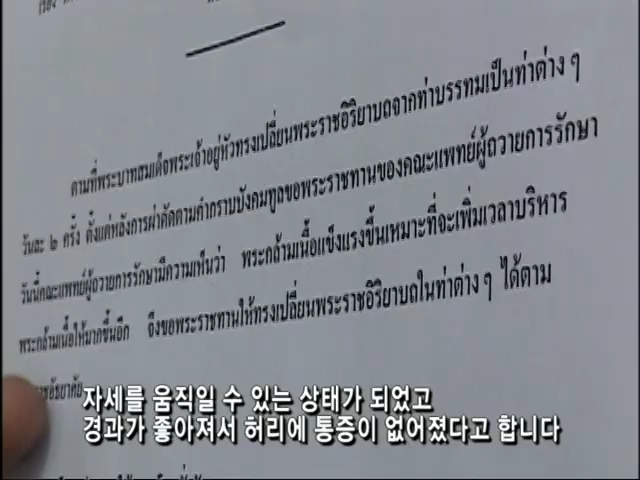 เรื่อง
ตามที่พระบาทสมเด็จพระเจ้าอยู่หัวทรงเปลี่ยนพระราชอิริยาบถจากท่าบรรทมเป็นท่าต่าง ๆ
วันละ ๒ ครั้ง ตั้งแต่หลังการผ่าตัดตามคำกราบบังคมทูลขอพระราชทานของคณะแพทย์ผู้ถวายการรักษา
วันนี้คณะแพทย์ผู้ถวายการรักษามีความเห็นว่า พระกล้ามเนื้อแข็งแรงขึ้นเหมาะที่จะเพิ่มเวลาบริหาร
พระกล้ามเนื้อให้มากขึ้นอีก จึงขอพระราชทานให้ทรงเปลี่ยนพระราชอิริยาบถในท่าต่าง ๆ ได้ตาม
자세를 움직일 수 있는 상태가 되었고
경과가 좋아져서 허리에 통증이 없어졌다고 합니다